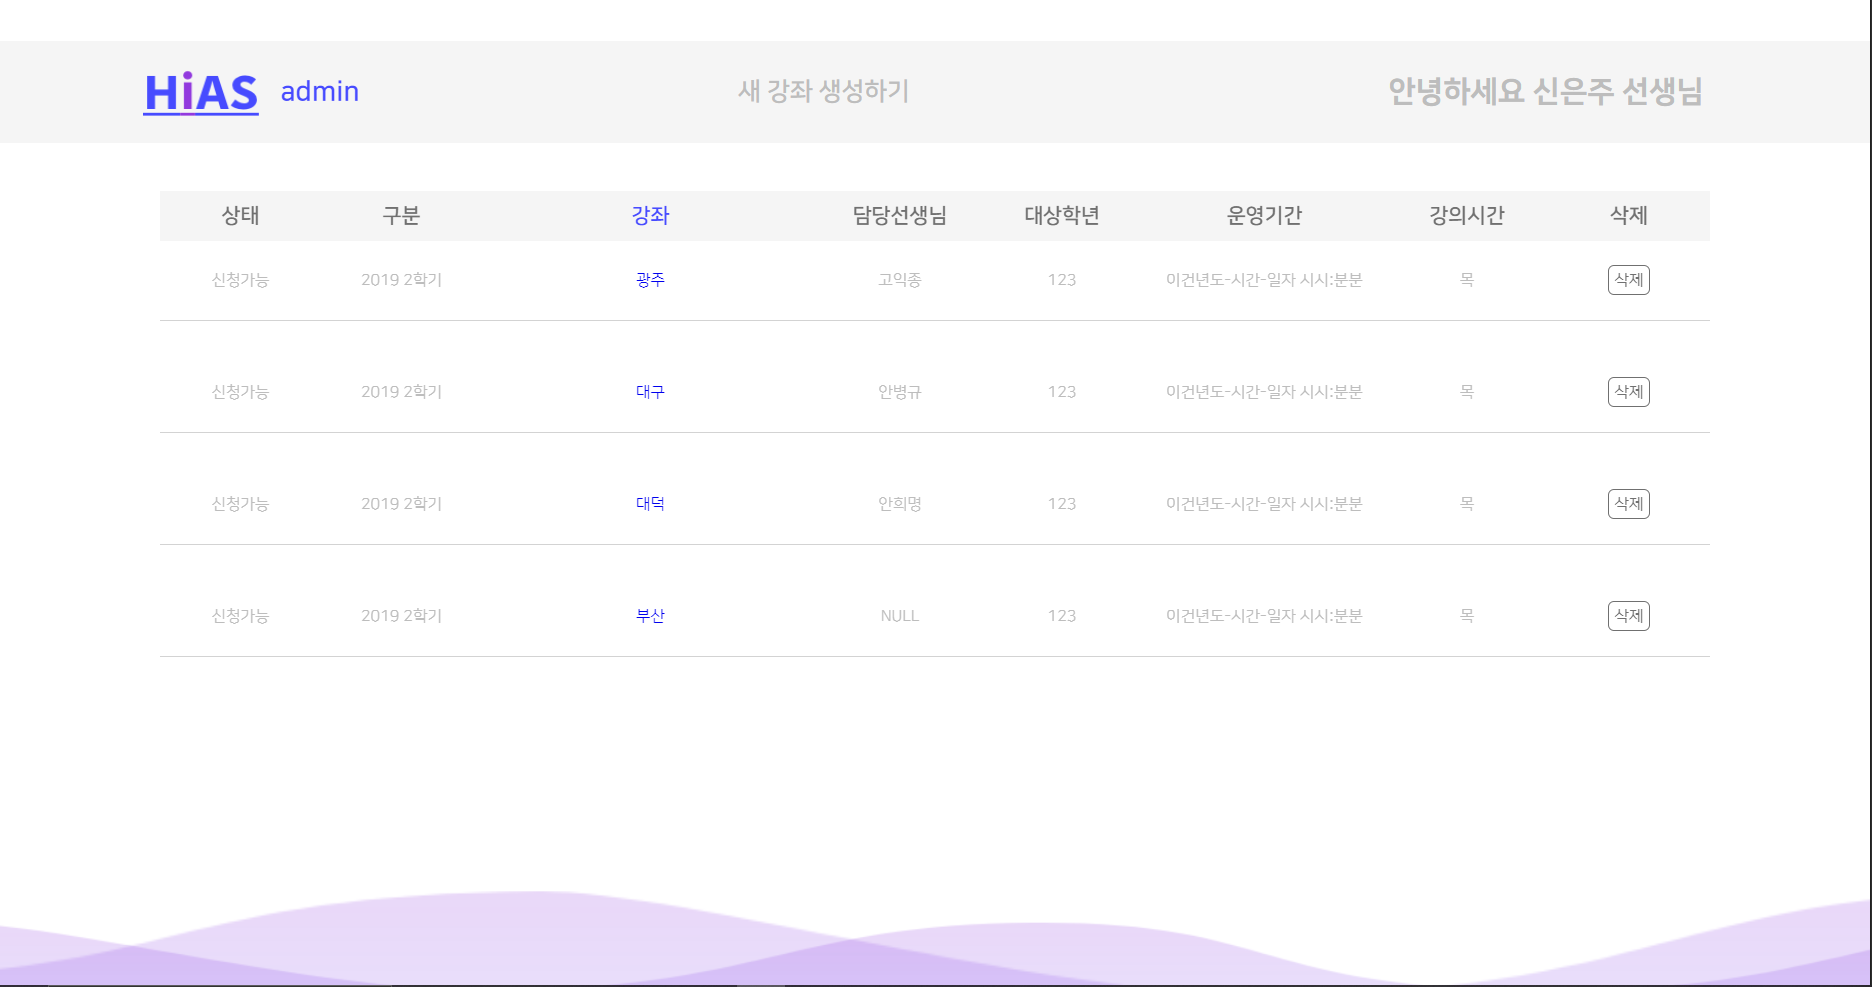 HiAS admin 새 강좌 생성하기 안녕하세요 신은주 선생님
상태 구분 강좌 담당선생님 대상학년 운영기간 강의시간 삭제
신청가능 2019 2학기 광주 고익종 123 이건년도-시간-일자 시시:분분 목 삭제
신청가능 2019 2학기 대구 안병규 123 이건년도-시간-일자 시시:분분 목 삭제
신청가능 2019 2학기 대덕 안희명 123 이건년도-시간-일자 시시:분분 목 삭제
신청가능 2019 2학기 부산 NULL 123 이건년도-시간-일자 시시:분분 목 삭제